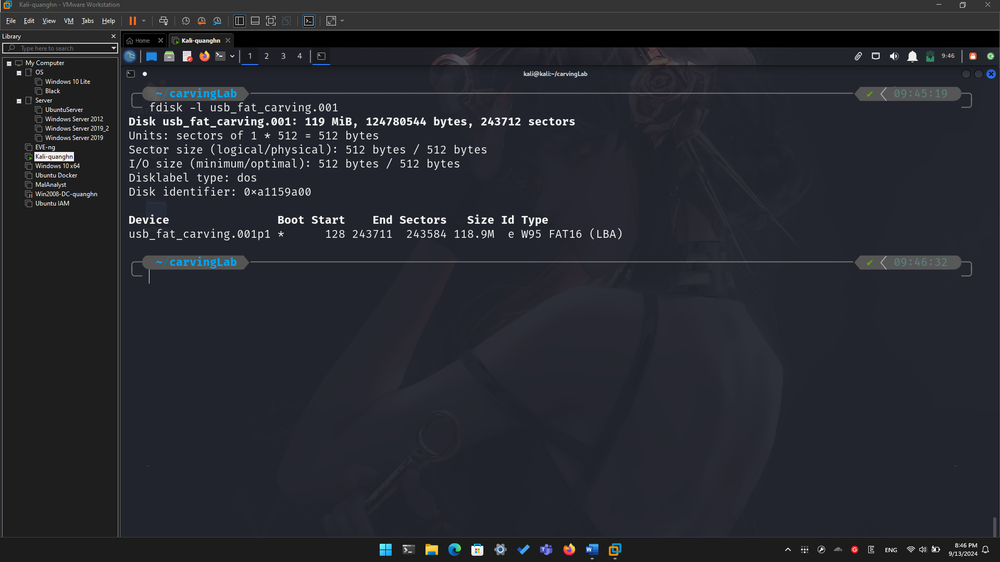 Kali-quanghn - VMware Workstation
File Edit View VM Tabs Help
Library
Type here to search
My Computer
OS
Windows 10 Lite
Black
Server
UbuntuServer
Windows Server 2012
Windows Server 2019_2
Windows Server 2019
EVE-ng
Kali-quanghn
Windows 10 x64
Ubuntu Docker
MalAnalyst
Win2008-DC-quanghn
Ubuntu IAM
Home Kali-quanghn
1 2 3 4 9:46
kali@kali:~/carvingLab
~/carvingLab 09:45:19
fdisk -l usb_fat_carving.001
Disk usb_fat_carving.001: 119 MiB, 124780544 bytes, 243712 sectors
Units: sectors of 1 * 512 = 512 bytes
Sector size (logical/physical): 512 bytes / 512 bytes
I/O size (minimum/optimal): 512 bytes / 512 bytes
Disklabel type: dos
Disk identifier: 0×a1159a00
Device Boot Start End Sectors Size Id Type
usb_fat_carving.001p1 * 128 243711 243584 118.9M e W95 FAT16 (LBA)
~/carvingLab 09:46:32
ENG 8:46 PM
9/13/2024